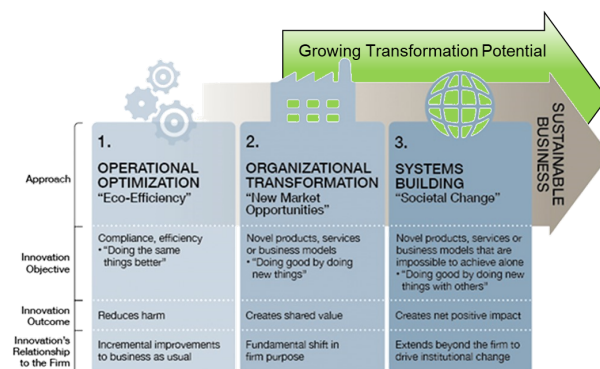 Growing Transformation Potential
SUSTAINABLE
BUSINESS
Approach
1.
OPERATIONAL
OPTIMIZATION
“Eco-Efficiency”
2.
ORGANIZATIONAL
TRANSFORMATION
“New Market
Opportunities”
3.
SYSTEMS
BUILDING
“Societal Change”
Innovation
Objective
Compliance, efficiency
• “Doing the same
things better”
Novel products, services
or business models
• “Doing good by doing
new things”
Novel products, services or
business models that are
impossible to achieve alone
• “Doing good by doing new
things with others”
Innovation
Outcome
Reduces harm
Creates shared value
Creates net positive impact
Innovation's
Relationship
to the Firm
Incremental improvements
to business as usual
Fundamental shift in
firm purpose
Extends beyond the firm to
drive institutional change